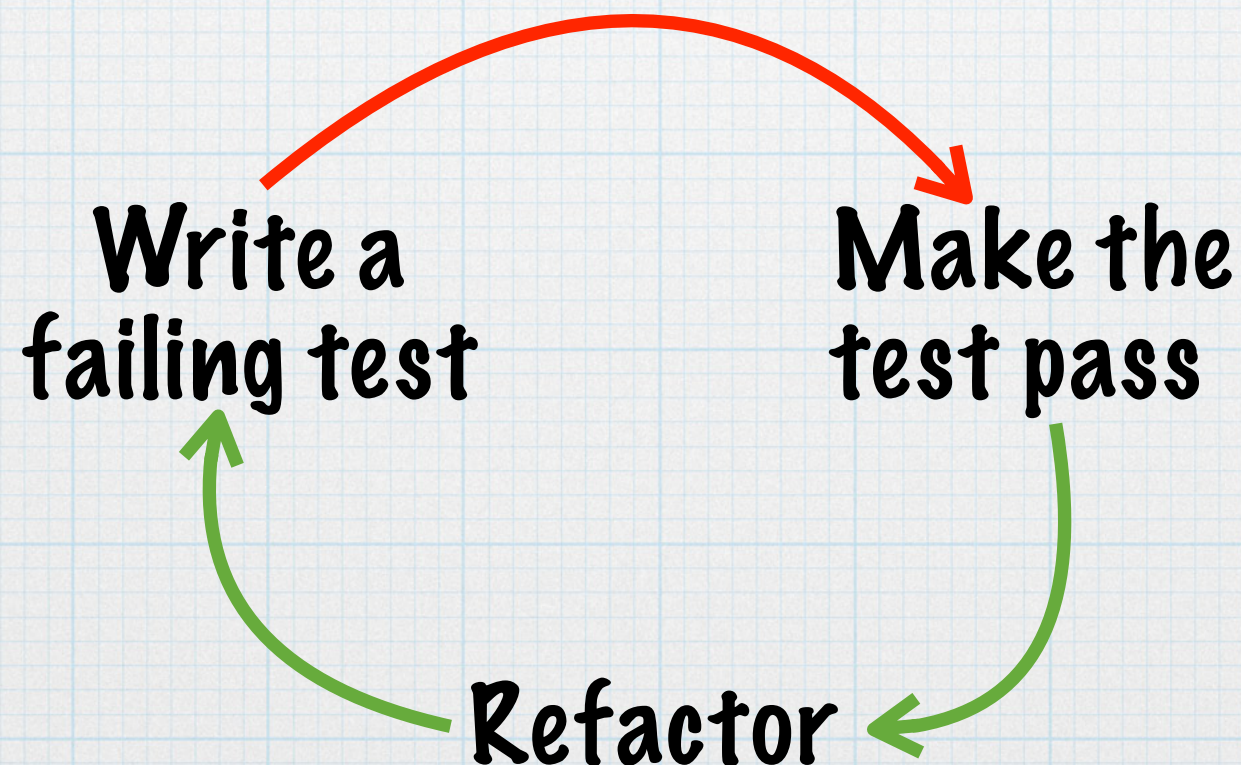 Write a
failing test
Make the
test pass
Refactor